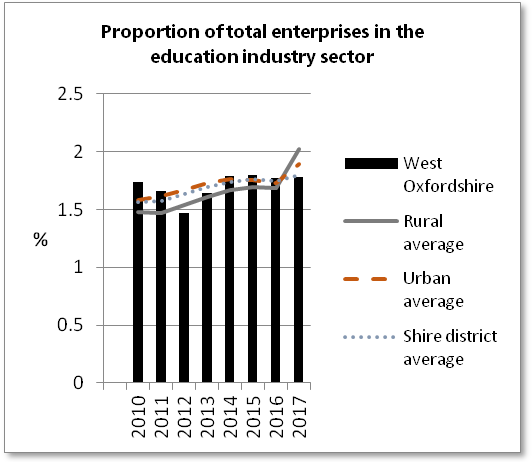 Proportion of total enterprises in the
education industry sector
2.5
2
1.5
1
0.5
0
%
2010
2011
2012
2013
2014
2015
2016
2017
West
Oxfordshire
Rural
average
Urban
average
Shire district
average